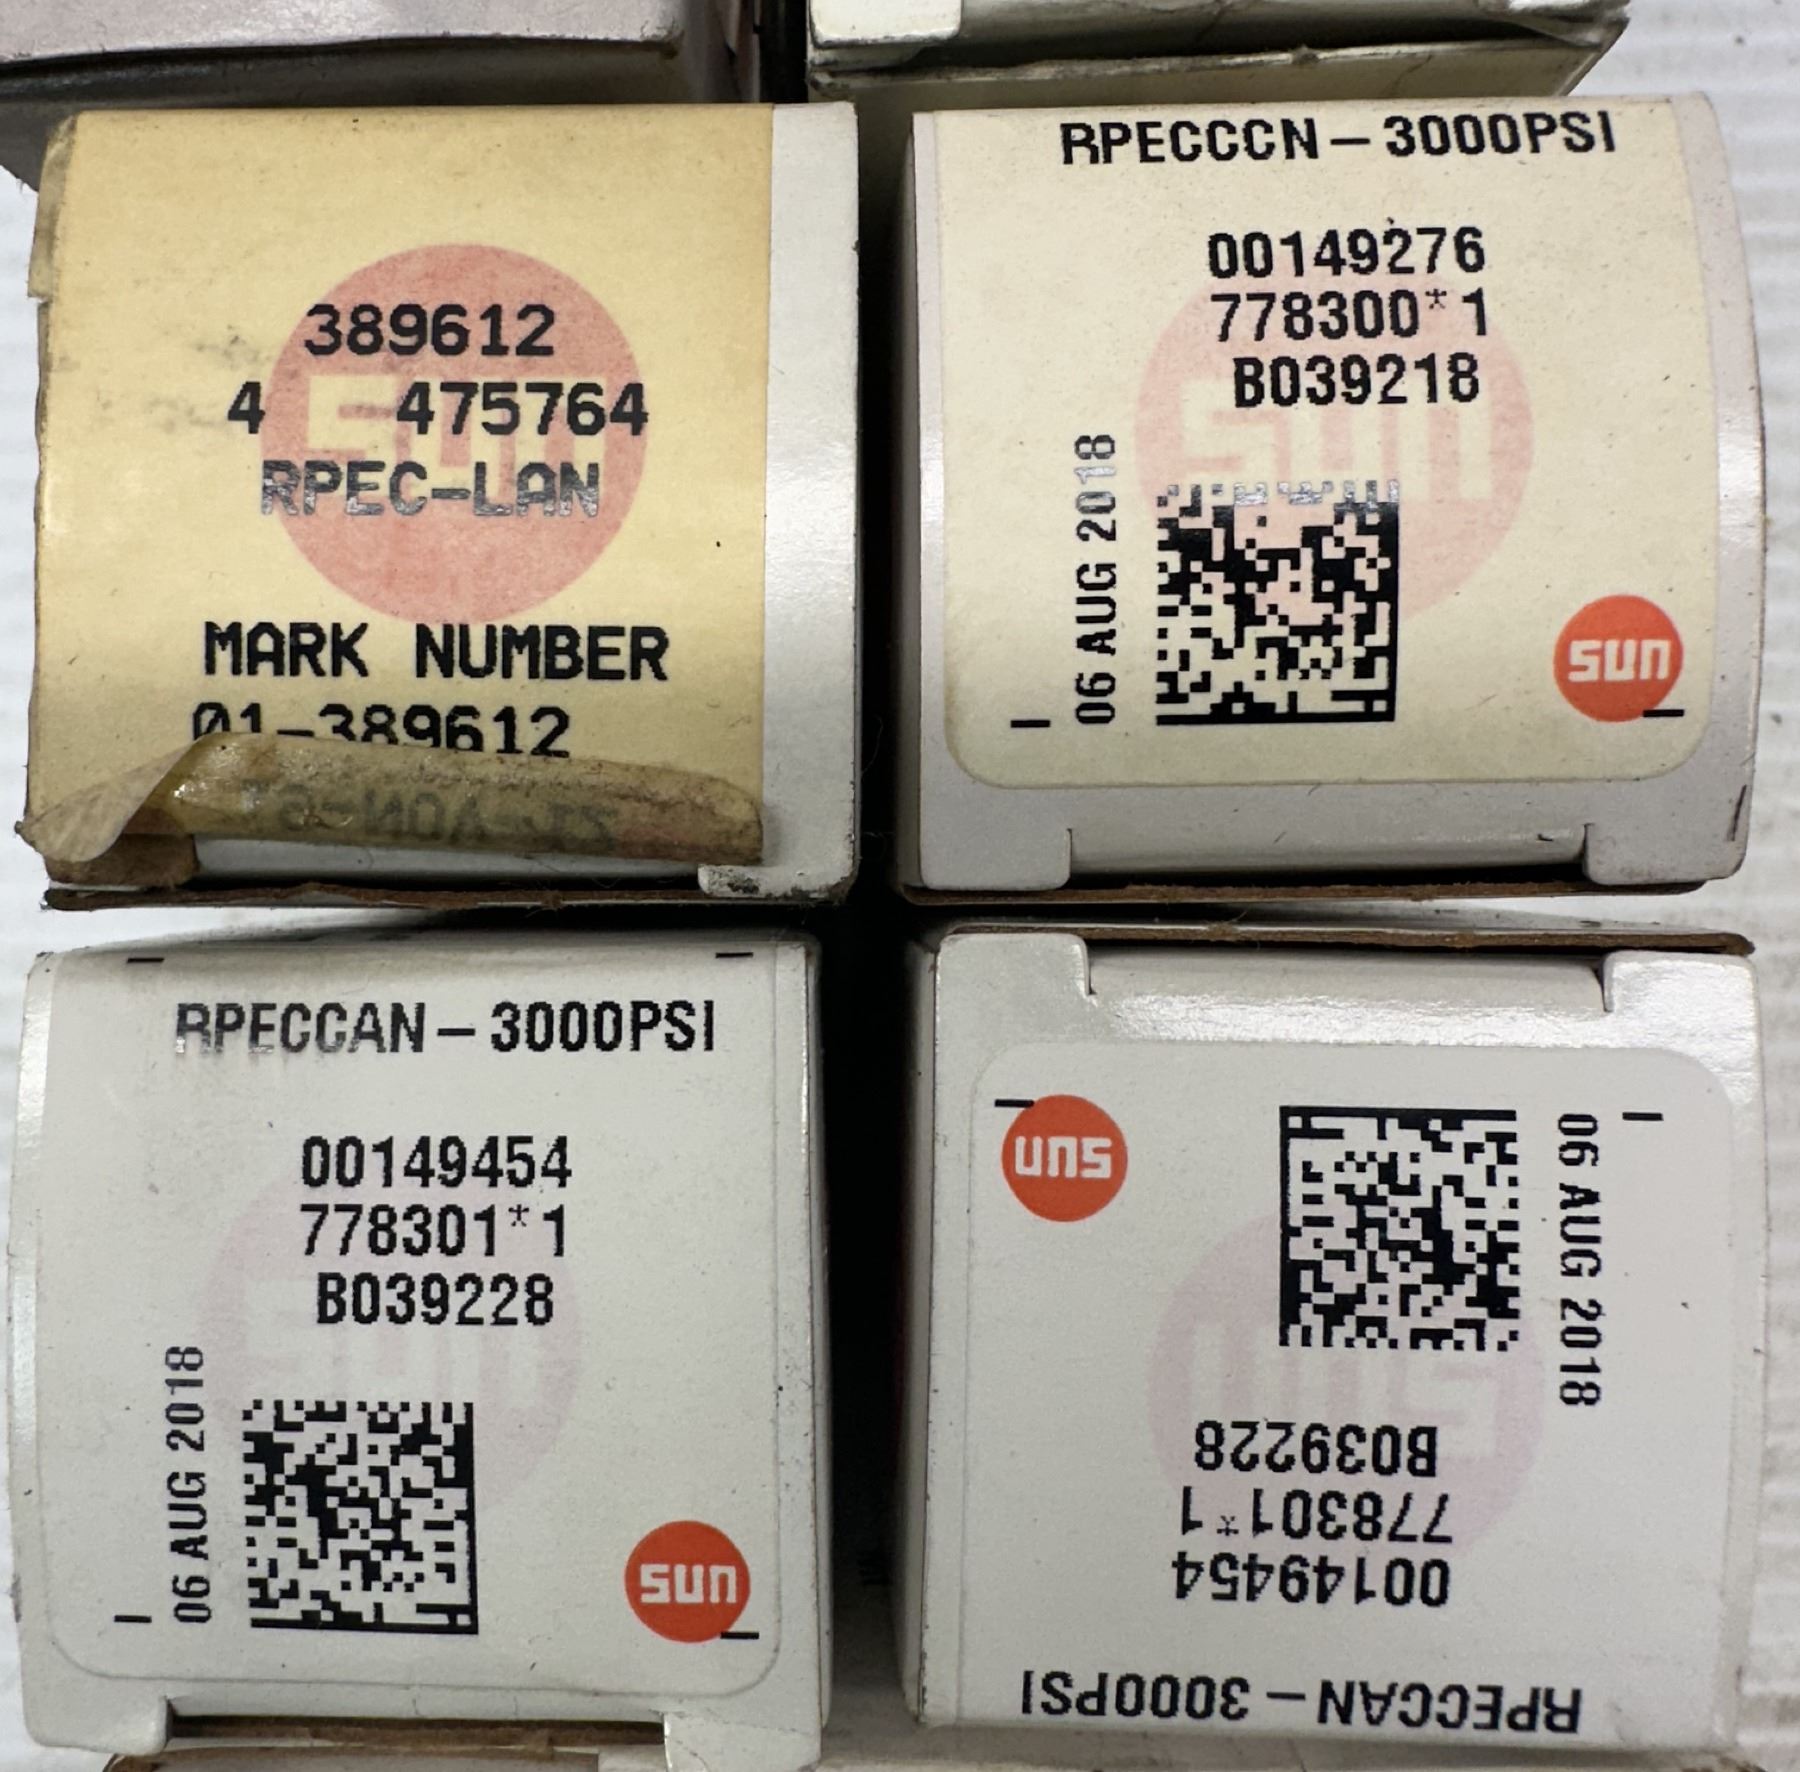 389612
4 475764
RPEC-LAN
MARK NUMBER
01-389612
RPECCCN-3000PSI
00149276
778300*1
B039218
06 AUG 2018
sun
RPECCAN-3000PSI
00149454
778301*1
B039228
06 AUG 2018
sun
RPECCAN-3000PSI
00149454
778301*1
B039228
06 AUG 2018
sun